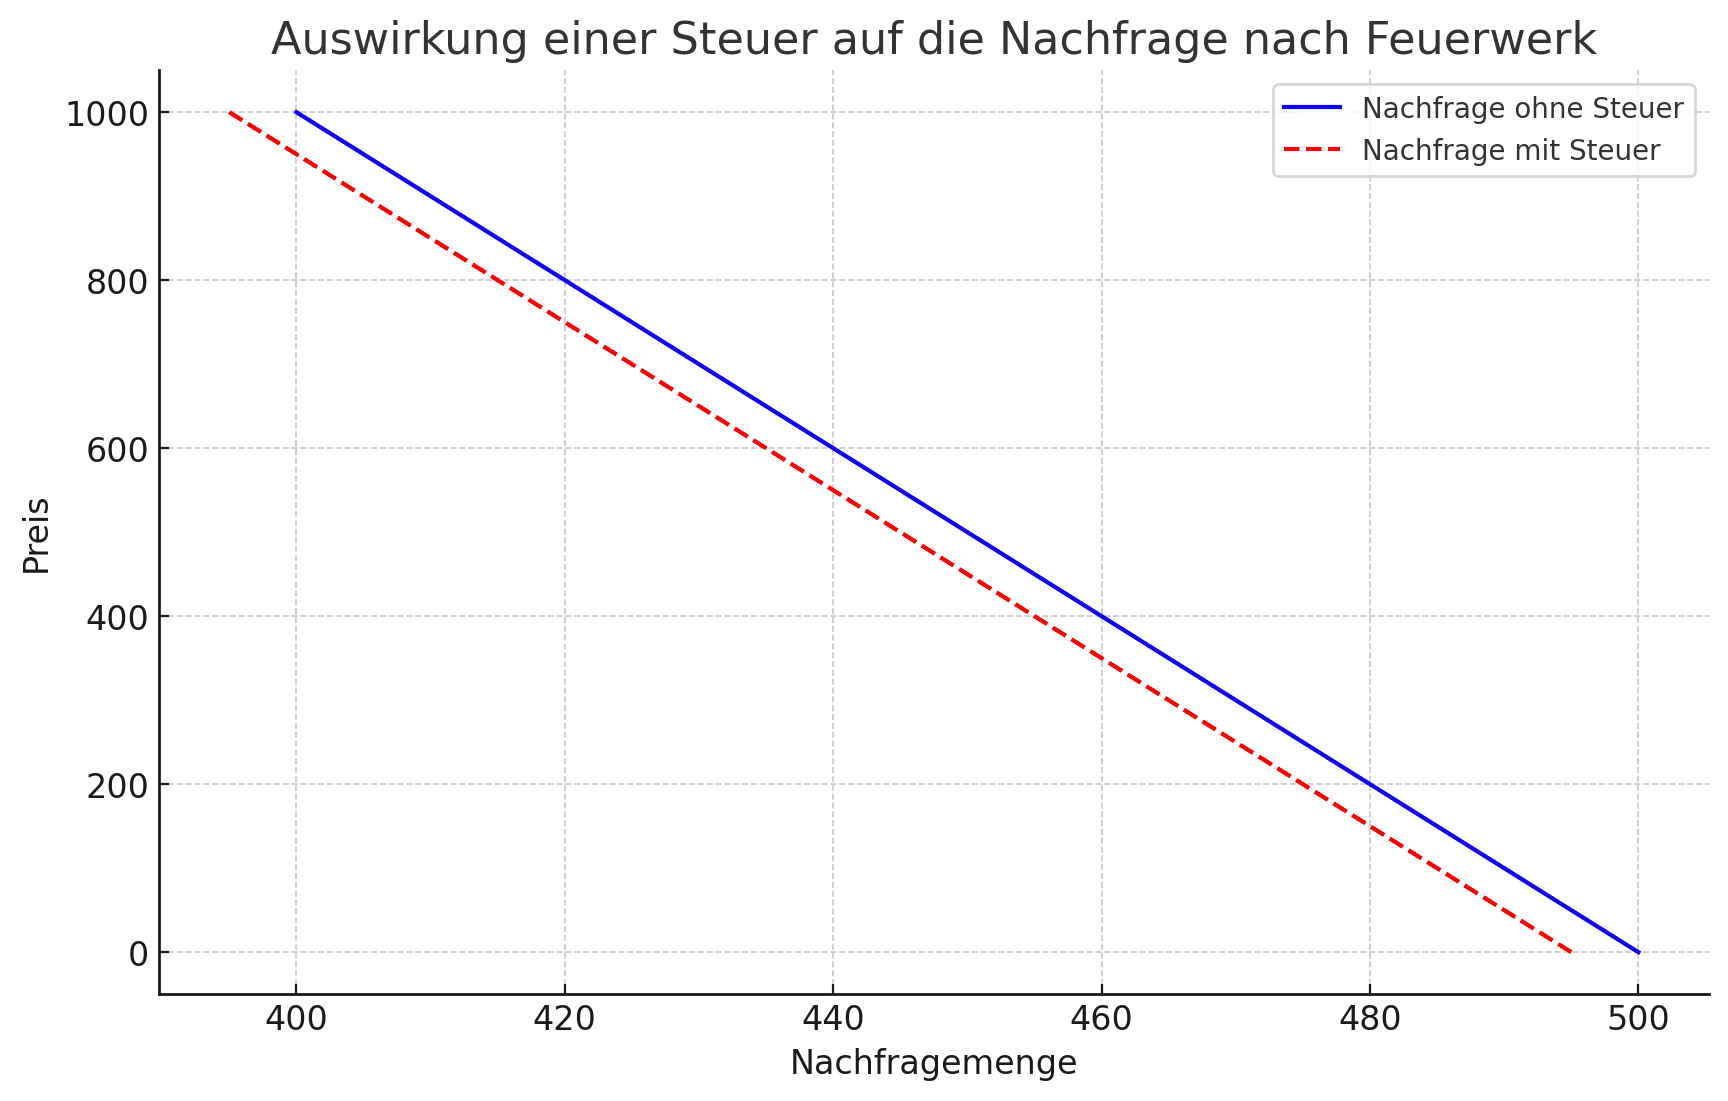 Auswirkung einer Steuer auf die Nachfrage nach Feuerwerk
Nachfrage ohne Steuer
Nachfrage mit Steuer
1000
800
600
400
200
0
Preis
400 420 440 460 480 500
Nachfragemenge